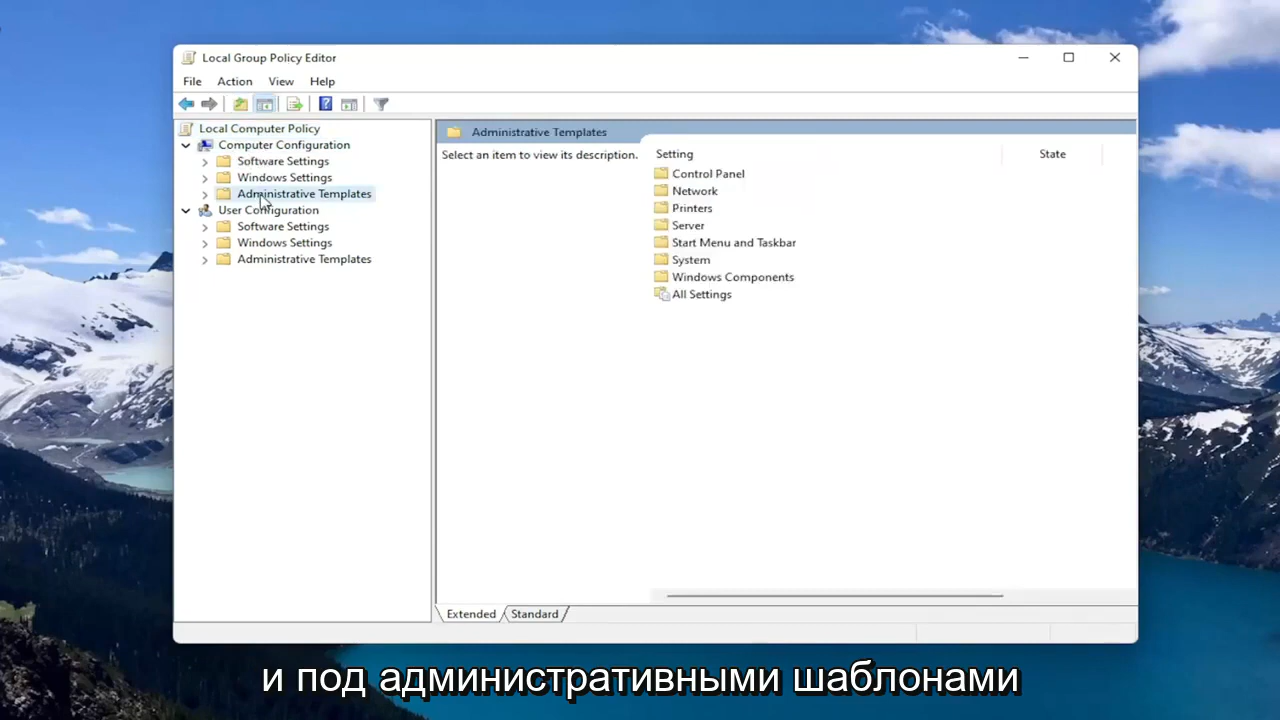 Local Group Policy Editor
File Action View Help
Local Computer Policy
Computer Configuration
Software Settings
Windows Settings
Administrative Templates
User Configuration
Software Settings
Windows Settings
Administrative Templates
Administrative Templates
Select an item to view its description.
Setting State
Control Panel
Network
Printers
Server
Start Menu and Taskbar
System
Windows Components
All Settings
Extended Standard
и под административными шаблонами